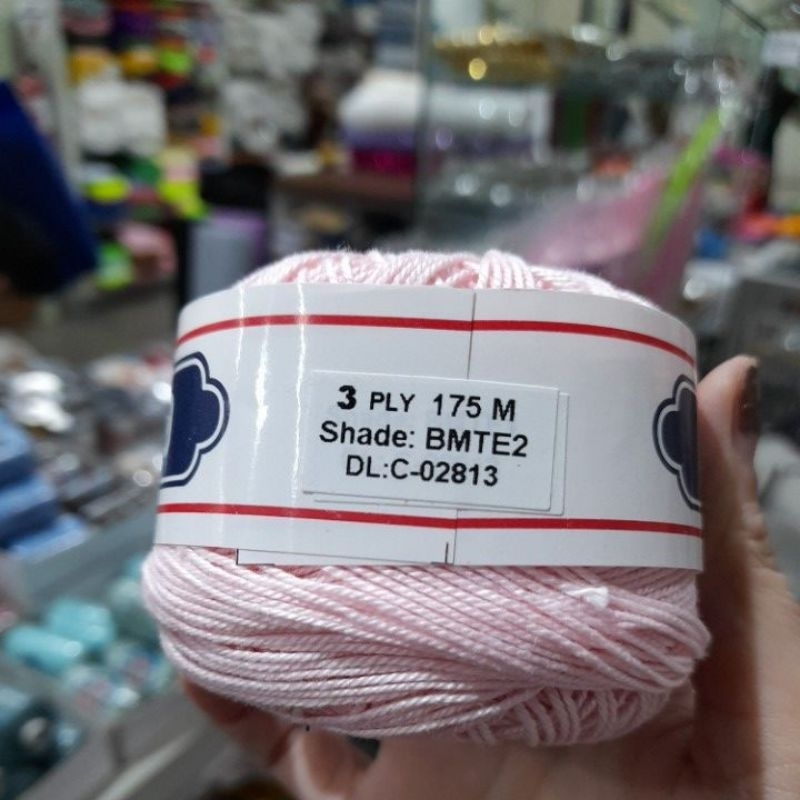 3 PLY 175 M
Shade: BMTE2
DL:C-02813